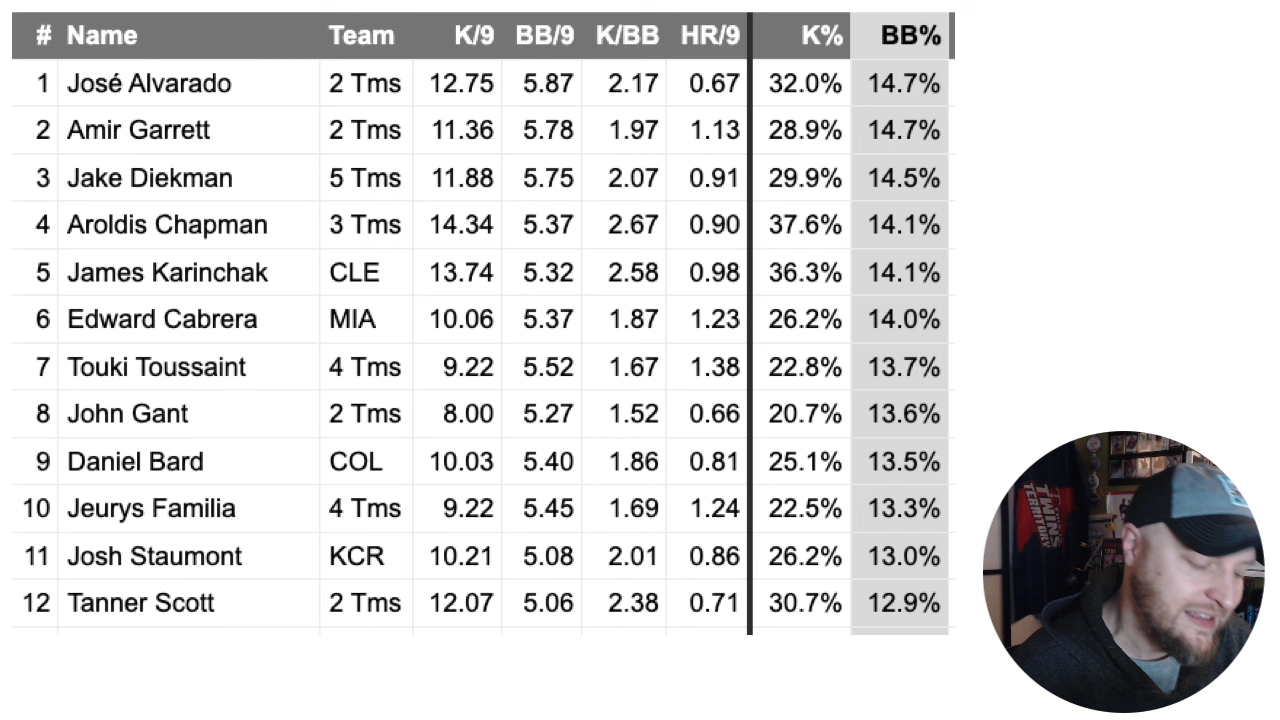 # Name Team K/9 BB/9 K/BB HR/9 K% BB%
1 José Alvarado 2 Tms 12.75 5.87 2.17 0.67 32.0% 14.7%
2 Amir Garrett 2 Tms 11.36 5.78 1.97 1.13 28.9% 14.7%
3 Jake Diekman 5 Tms 11.88 5.75 2.07 0.91 29.9% 14.5%
4 Aroldis Chapman 3 Tms 14.34 5.37 2.67 0.90 37.6% 14.1%
5 James Karinchak CLE 13.74 5.32 2.58 0.98 36.3% 14.1%
6 Edward Cabrera MIA 10.06 5.37 1.87 1.23 26.2% 14.0%
7 Touki Toussaint 4 Tms 9.22 5.52 1.67 1.38 22.8% 13.7%
8 John Gant 2 Tms 8.00 5.27 1.52 0.66 20.7% 13.6%
9 Daniel Bard COL 10.03 5.40 1.86 0.81 25.1% 13.5%
10 Jeurys Familia 4 Tms 9.22 5.45 1.69 1.24 22.5% 13.3%
11 Josh Staumont KCR 10.21 5.08 2.01 0.86 26.2% 13.0%
12 Tanner Scott 2 Tms 12.07 5.06 2.38 0.71 30.7% 12.9%
TWINS
TERRITORY